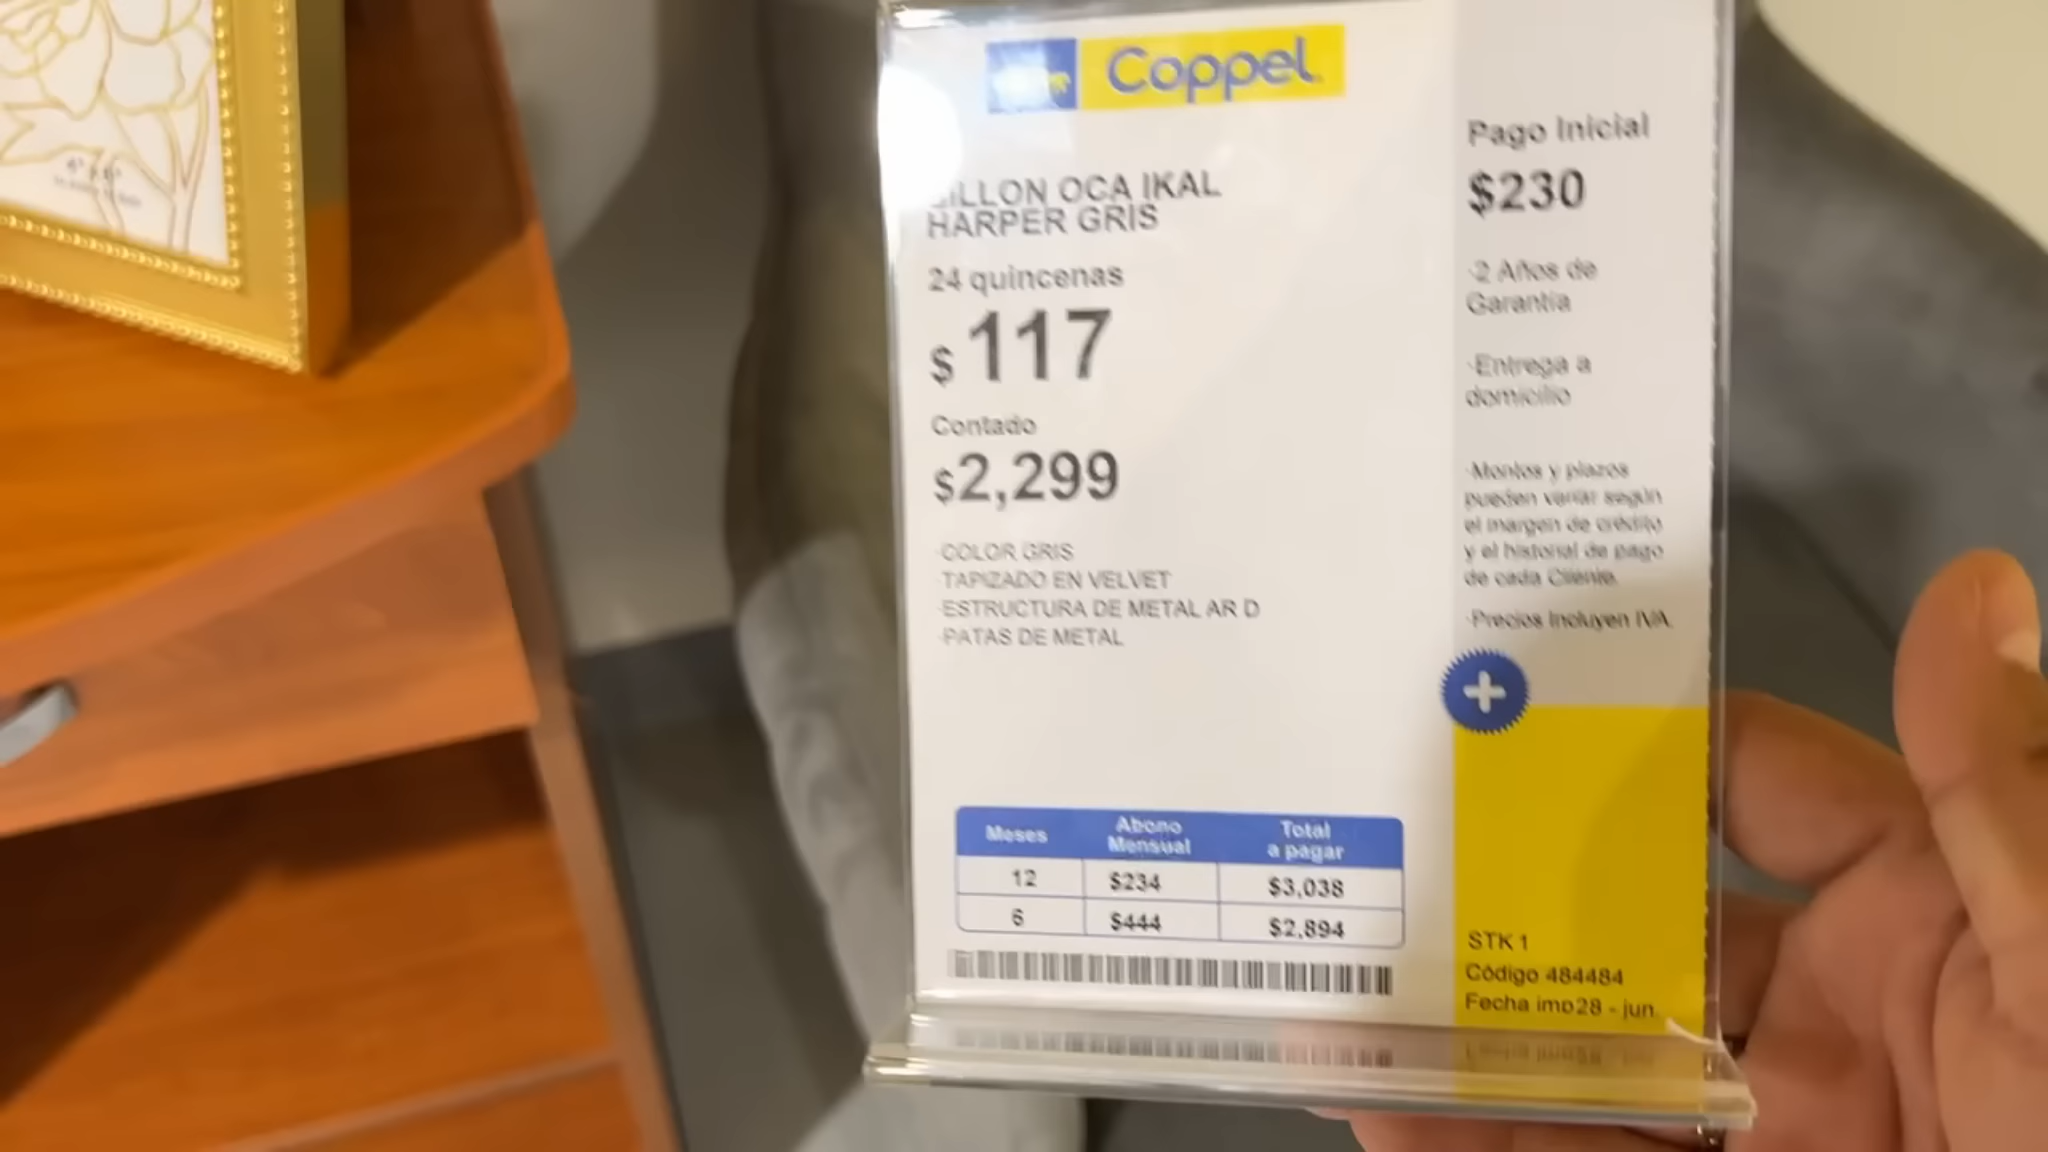 Coppel
OCA IKAL
HARPER GRIS
24 quincenas
$ 117
Contado
$2,299
·COLOR GRIS
·TAPIZADO EN VELVET
·ESTRUCTURA DE METAL AR D
·PATAS DE METAL
Meses Abono Mensual Total a pagar
12 $234 $3,038
6 $444 $2,894
Pago Inicial
$230
·2 Años de
Garantía
·Entrega a
domicilio
·Montos y plazos
pueden variar según
el margen de crédito
y el historial de pago
de cada Cliente.
·Precios Incluyen IVA
+
STK 1
Código 484484
Fecha imp28 - jun